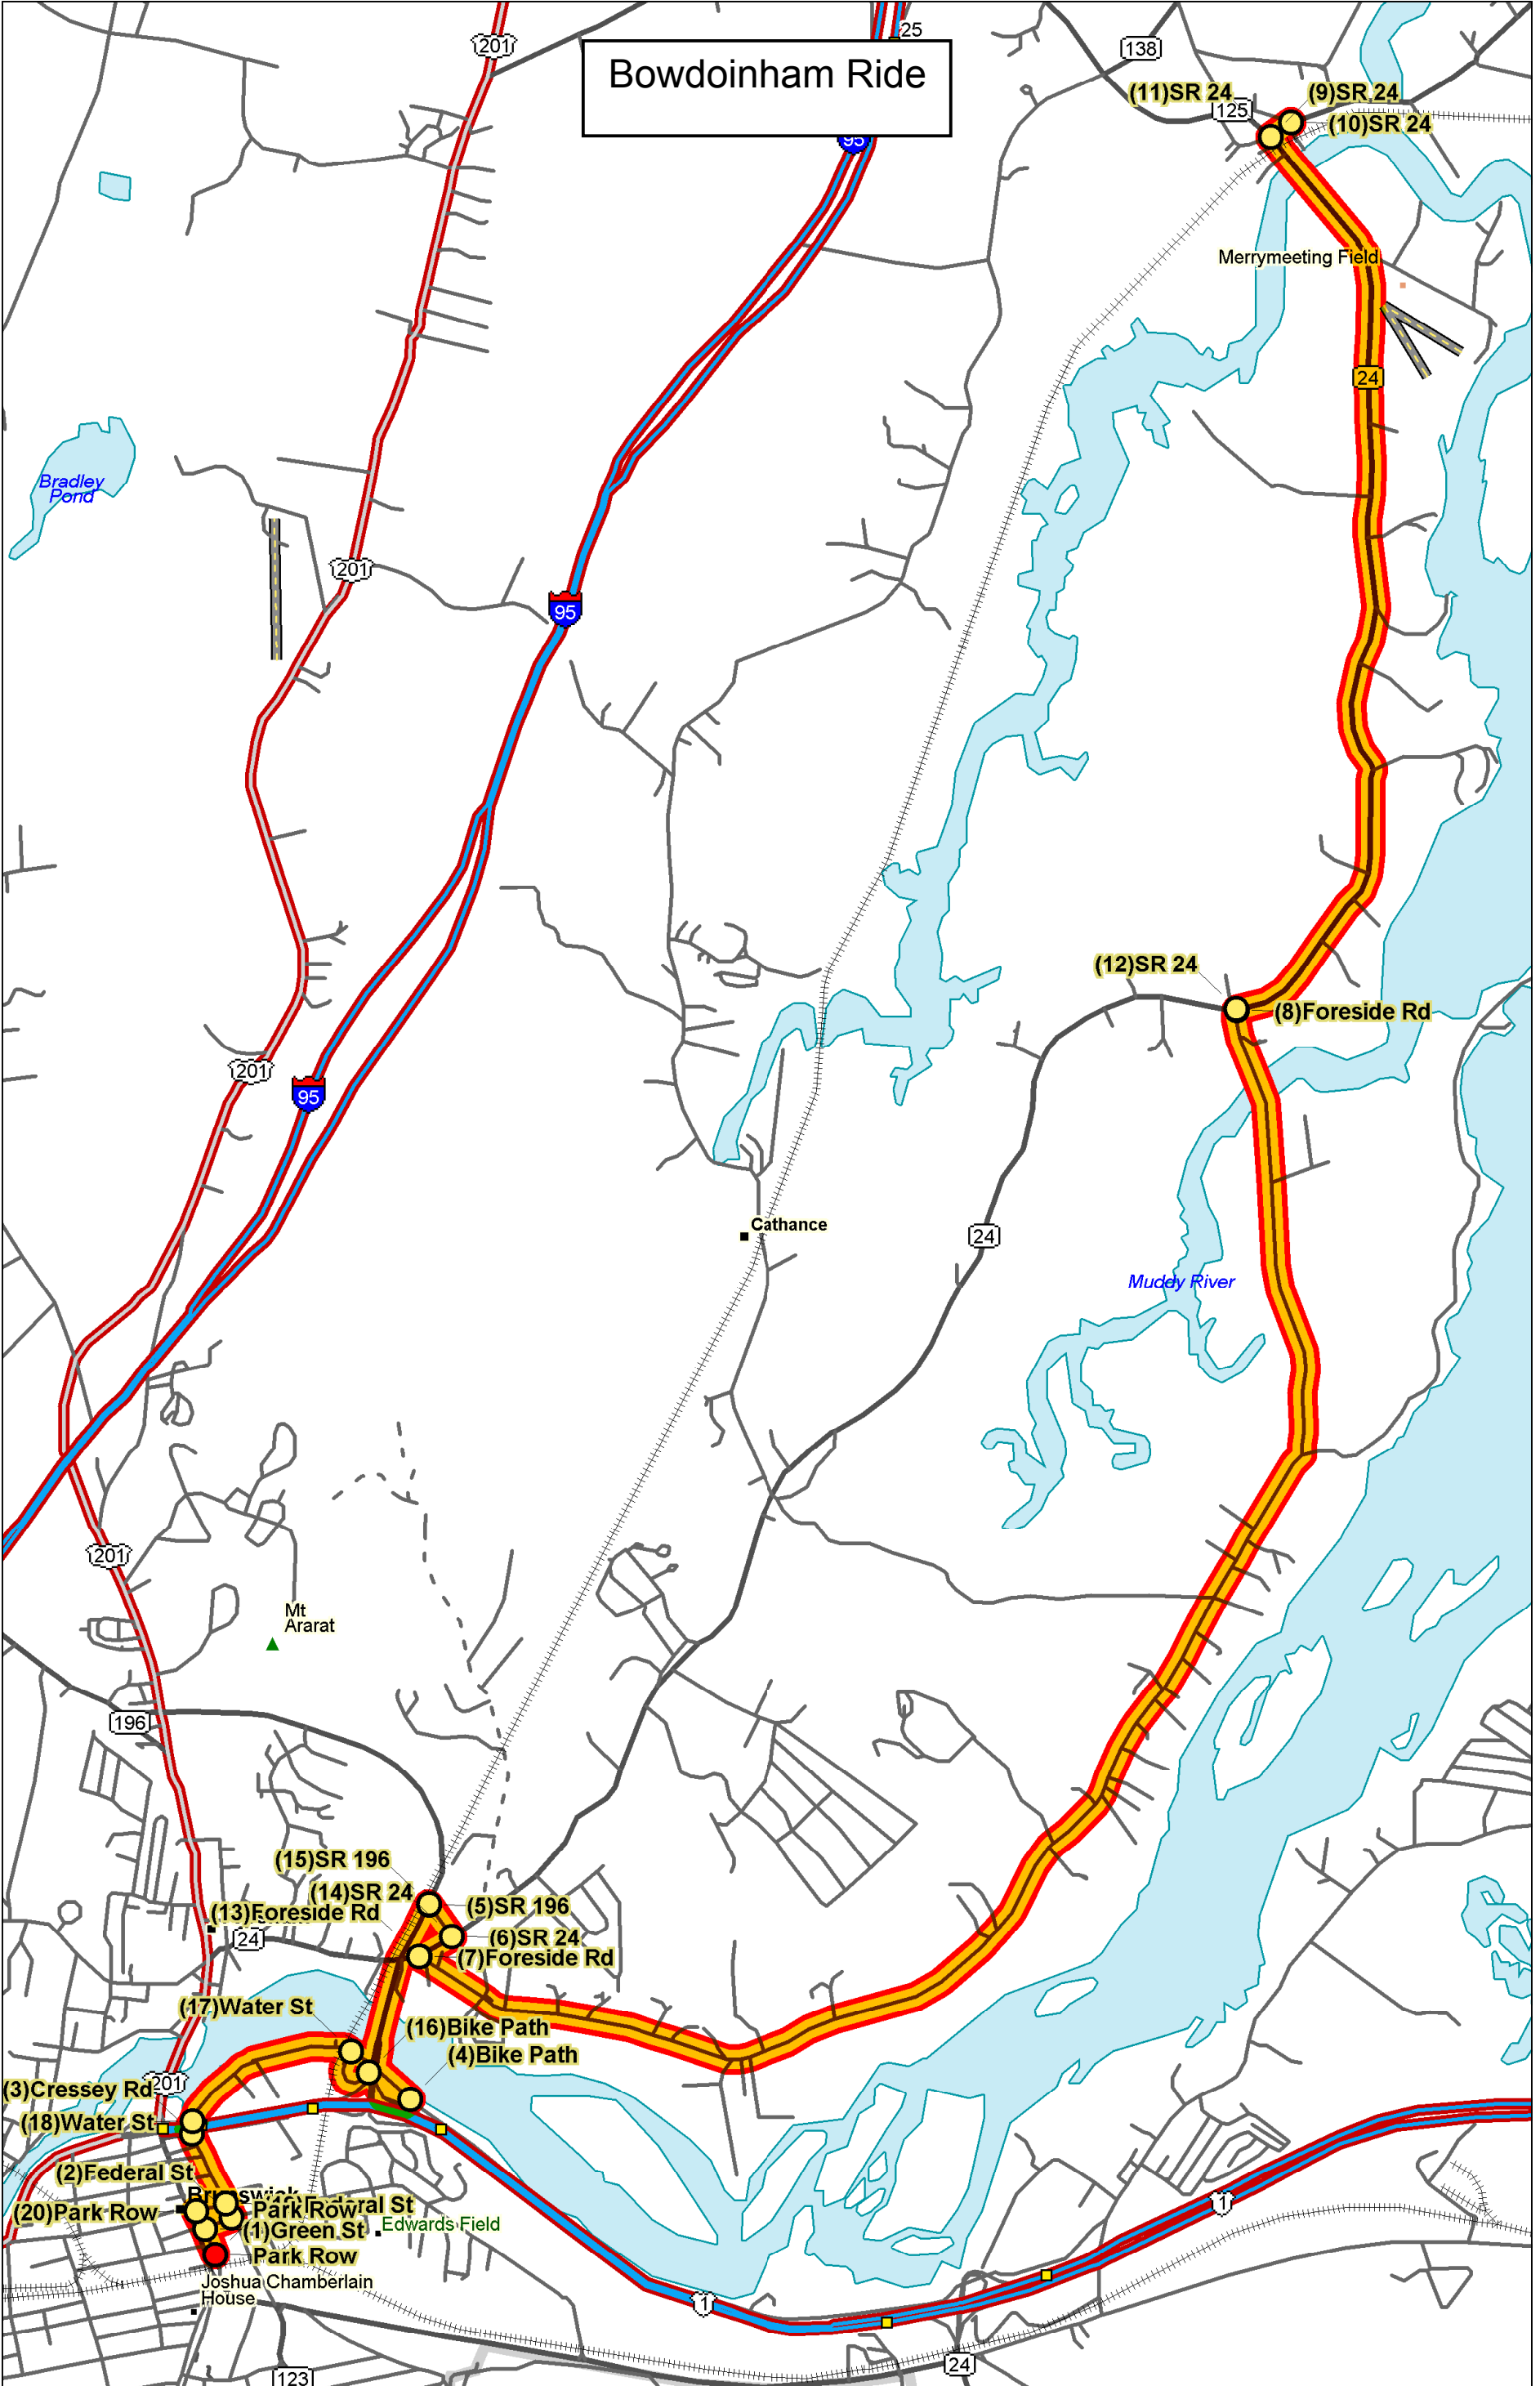 201
25
138
Bowdoinham Ride
(11)SR 24
125
(9)SR 24
(10)SR 24
95
Merrymeeting Field
24
Bradley
Pond
201
95
(12)SR 24
(8)Foreside Rd
201
95
Cathance
24
Muddy River
201
Mt
Ararat
196
(15)SR 196
(14)SR 24
(5)SR 196
(13)Foreside Rd
24
(6)SR 24
(7)Foreside Rd
(17)Water St
(16)Bike Path
(4)Bike Path
201
(3)Cressey Rd
(18)Water St
(2)Federal St
(20)Park Row
Park Row
(1)Green St
Edwards Field
Park Row
Joshua Chamberlain
House
1
1
24
123